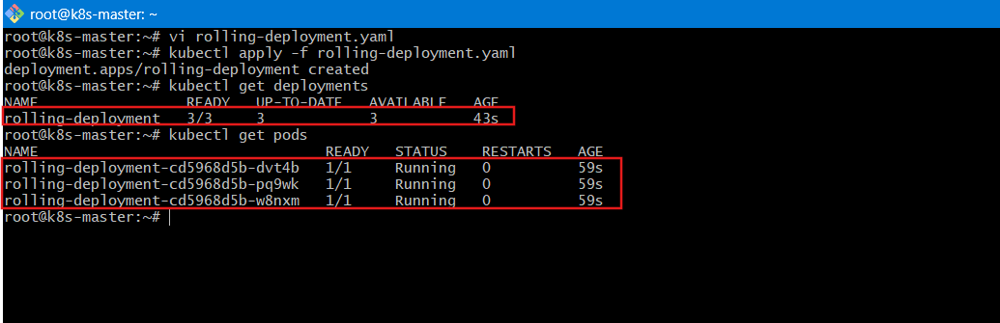 root@k8s-master: ~
root@k8s-master:~# vi rolling-deployment.yaml
root@k8s-master:~# kubectl apply -f rolling-deployment.yaml
deployment.apps/rolling-deployment created
root@k8s-master:~# kubectl get deployments
NAME READY UP-TO-DATE AVAILABLE AGE
rolling-deployment 3/3 3 3 43s
root@k8s-master:~# kubectl get pods
NAME READY STATUS RESTARTS AGE
rolling-deployment-cd5968d5b-dvt4b 1/1 Running 0 59s
rolling-deployment-cd5968d5b-pq9wk 1/1 Running 0 59s
rolling-deployment-cd5968d5b-w8nxm 1/1 Running 0 59s
root@k8s-master:~#